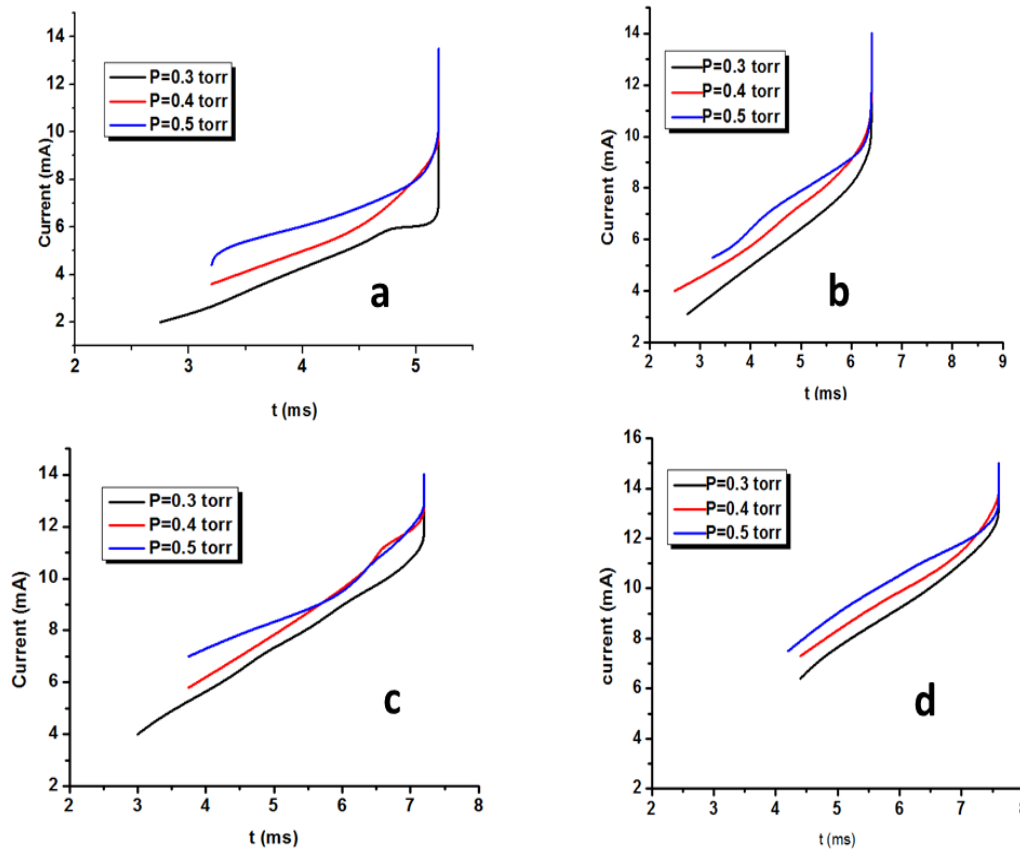 14
12
10
8
6
4
2
Current (mA)
P=0.3 torr
P=0.4 torr
P=0.5 torr
a
2 3 4 5
t (ms)
14
12
10
8
6
4
2
Current (mA)
P=0.3 torr
P=0.4 torr
P=0.5 torr
b
2 3 4 5 6 7 8 9
t (ms)
14
12
10
8
6
4
2
Current (mA)
P=0.3 torr
P=0.4 torr
P=0.5 torr
c
2 3 4 5 6 7 8
t (ms)
16
14
12
10
8
6
4
2
current (mA)
P=0.3 torr
P=0.4 torr
P=0.5 torr
d
2 3 4 5 6 7 8
t (ms)